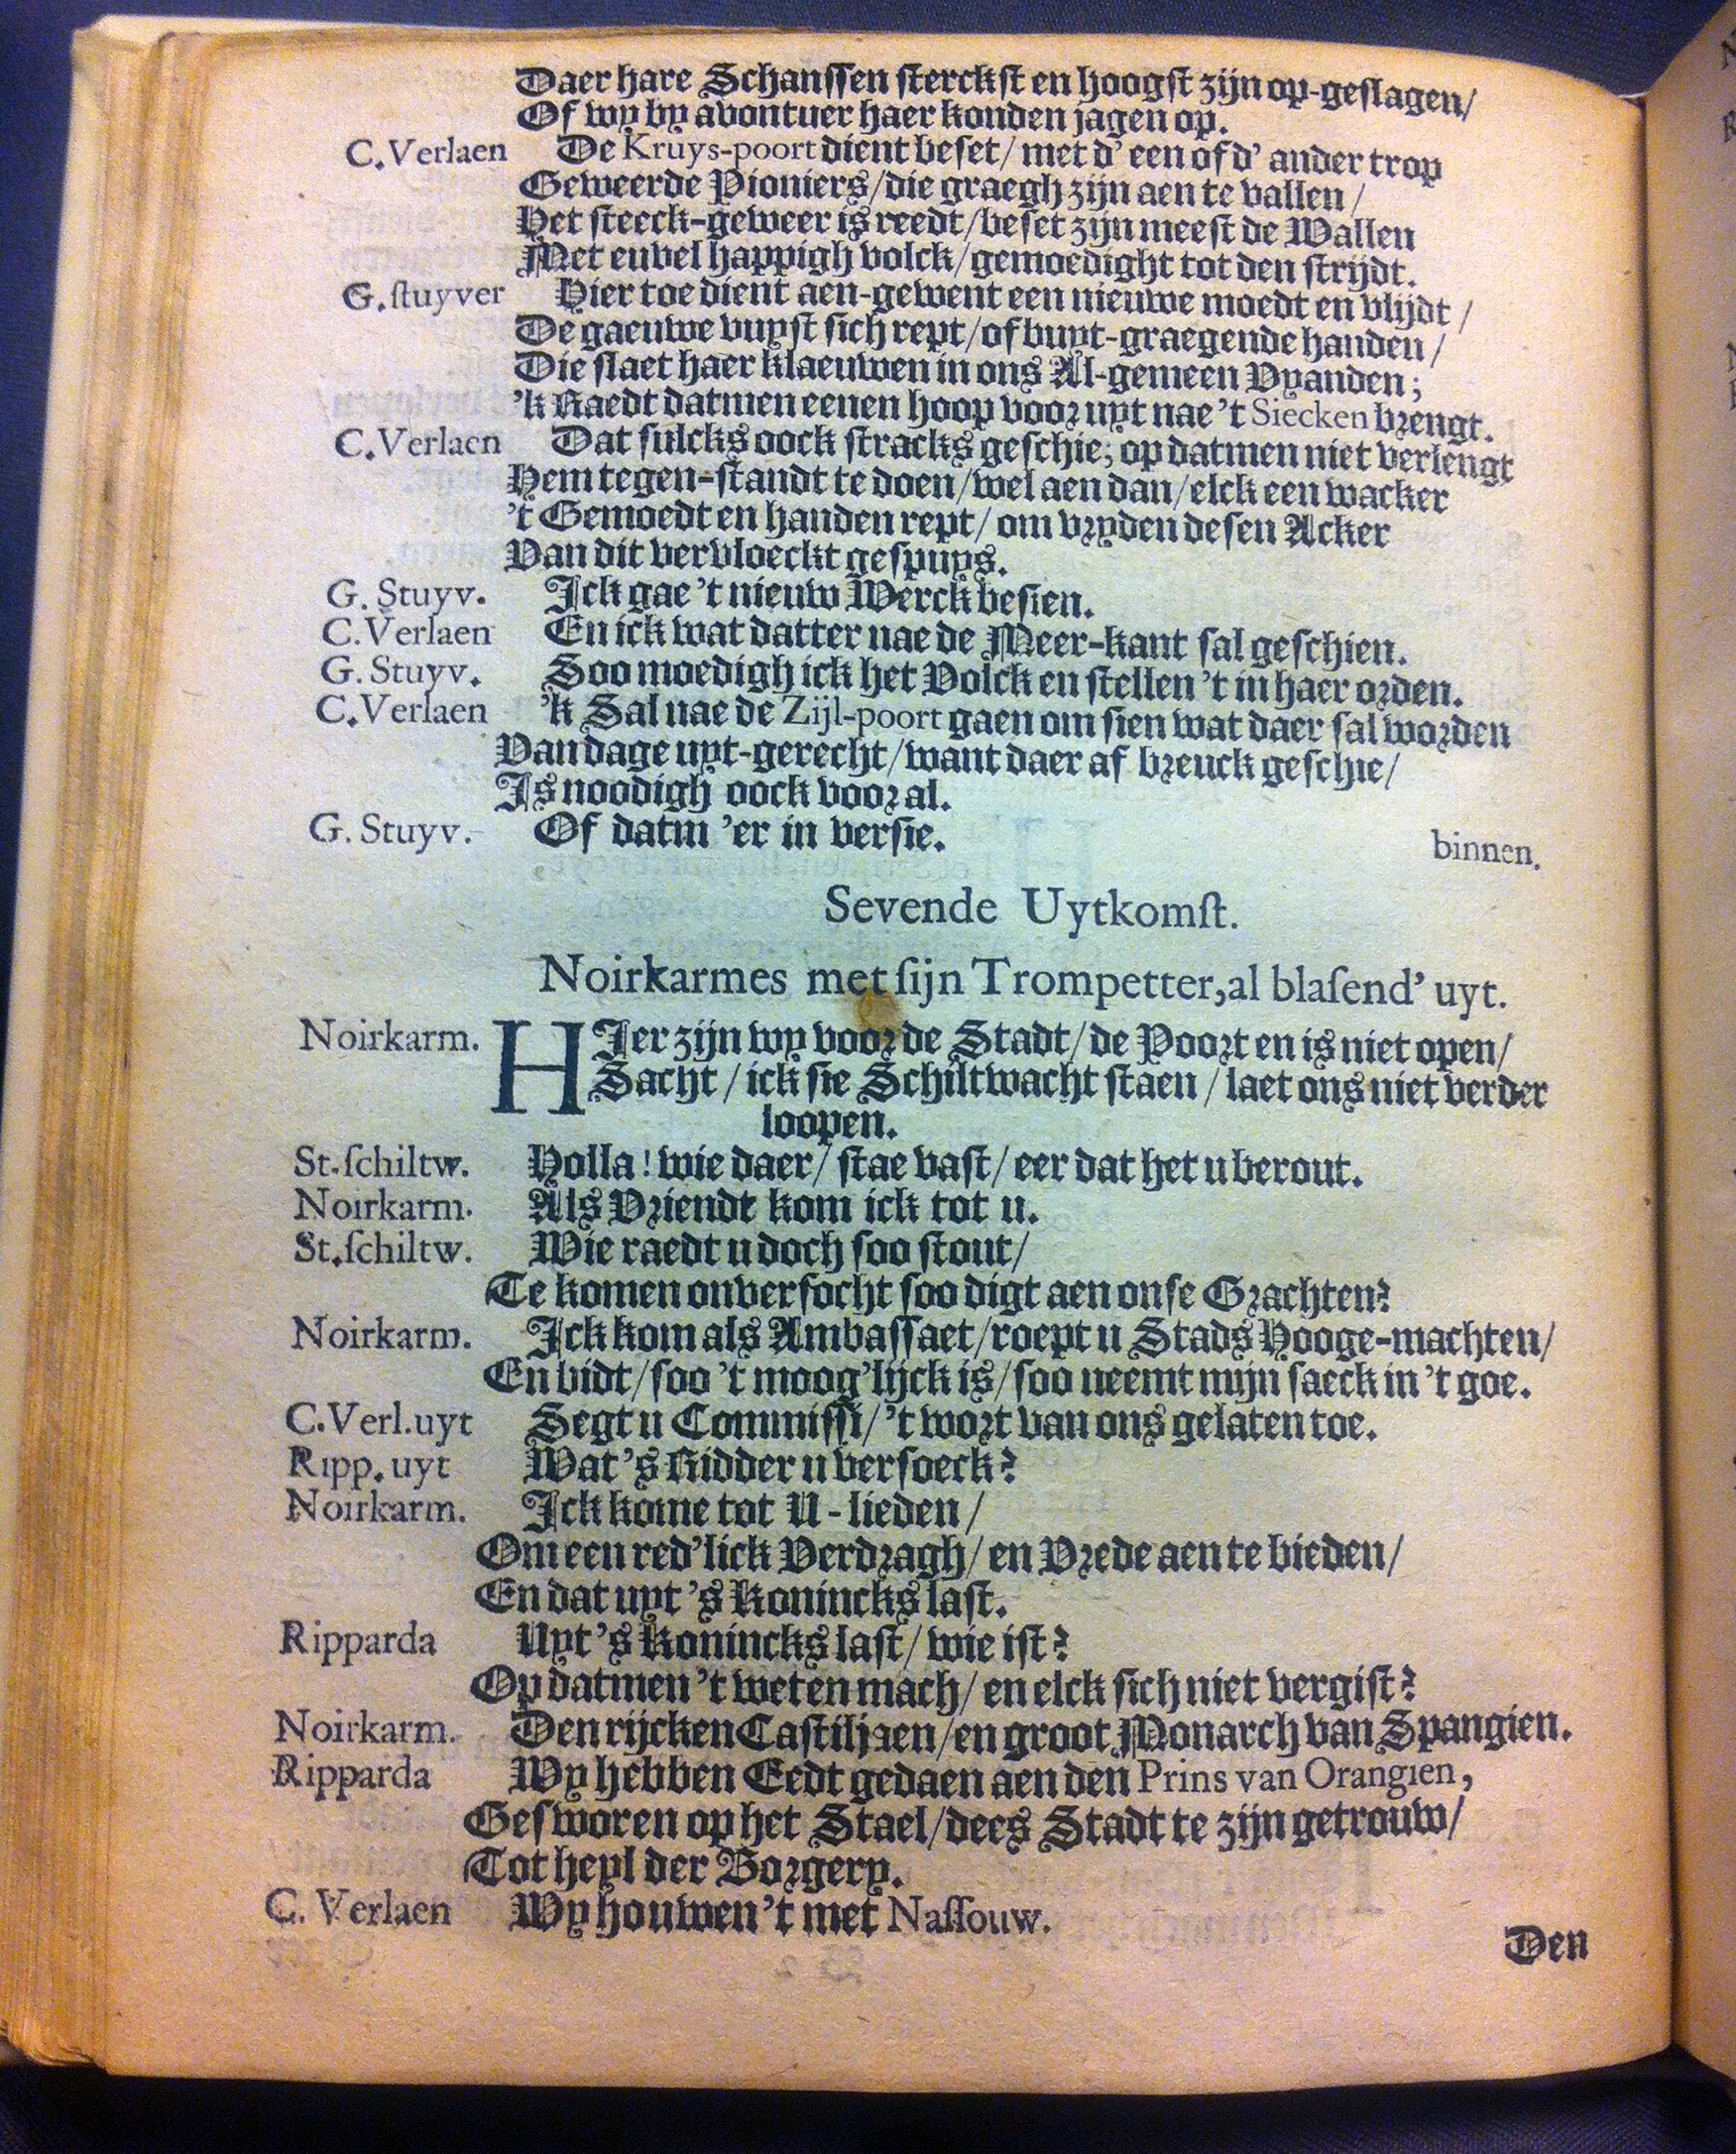 Daer hare Schanssen sterckst en hoogst zijn op-geslagen/
Of wy by avontuer haer konden jagen op.
C. Verlaen De Kruys-poort dient beset/ met d' een of d' ander trop
Geweerde Pioniers/ die graegh zijn aen te vallen/
Het steeck-geweer is reedt/ beset zijn meest de Wallen
Met euvel happigh volck/ gemoedight tot den strijdt.
G. stuyver Hier toe dient aen-gewent een nieuwe moedt en vlijdt/
De gaeuwe vuyst sich rept/ of buyt-graegende handen/
Die slaet haer klaeuwen in ons Al-gemeen Vyanden;
'k Raedt datmen eenen hoop voor uyt nae 't Siecken brengt.
C. Verlaen Dat sulcks oock stracks geschie; op datmen niet verlengt
Hem tegen-standt te doen/ wel aen dan/ elck een wacker
't Gemoedt en handen rept/ om vryden desen Acker
Van dit vervloeckt gespuys.
G. Stuyv. Ick gae 't nieuw Werck besien.
C. Verlaen En ick wat datter nae de Meer-kant sal geschien.
G. Stuyv. Soo moedigh ick het Volck en stellen 't in haer orden.
C. Verlaen 'k Sal nae de Zijl-poort gaen om sien wat daer sal worden
Van dage uyt-gerecht/ want daer af breuck geschie/
Is noodigh oock voor al.
G. Stuyv. Of datm 'er in versie. binnen.
Sevende Uytkomst.
Noirkarmes met sijn Trompetter, al blasend' uyt.
Noirkarm. HIer zijn wy voor de Stadt/ de Poort en is niet open/
Sacht/ ick sie Schiltwacht staen/ laet ons niet verder
loopen.
St. schiltw. Holla! wie daer/ stae vast/ eer dat het u berout.
Noirkarm. Als Vriendt kom ick tot u.
St. schiltw. Wie raedt u doch soo stout/
Te komen onversocht soo digt aen onse Grachten?
Noirkarm. Ick kom als Ambassaet/ roept u Stads Hooge-machten/
En bidt/ soo 't moog'lijck is/ soo neemt mijn saeck in 't goe.
C. Verl. uyt Segt u Commissi/ 't wort van ons gelaten toe.
Ripp. uyt Wat 's Ridder u versoeck?
Noirkarm. Ick kome tot U-lieden/
Om een red'lick Verdragh/ en Vrede aen te bieden/
En dat uyt 's Konincks last.
Ripparda Uyt 's Konincks last/ wie ist?
Op datmen 't weten mach/ en elck sich niet vergist?
Noirkarm. Den rijcken Castiljaen/ en groot Monarch van Spangien.
Ripparda Wy hebben Eedt gedaen aen den Prins van Orangien,
Gesworen op het Stael/ dees Stadt te zijn getrouw/
Tot heyl der Borgery.
C. Verlaen Wy houwen 't met Nassouw.
Den